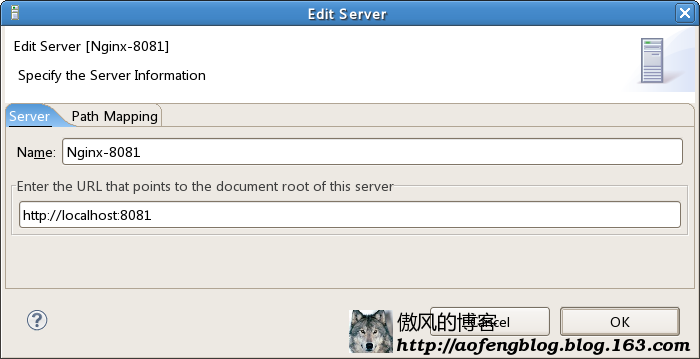 Edit Server
Edit Server [Nginx-8081]
Specify the Server Information
Server
Path Mapping
Name:
Nginx-8081
Enter the URL that points to the document root of this server
http://localhost:8081
?
Cancel
OK
傲风的博客
http://aofengblog.blog.163.com